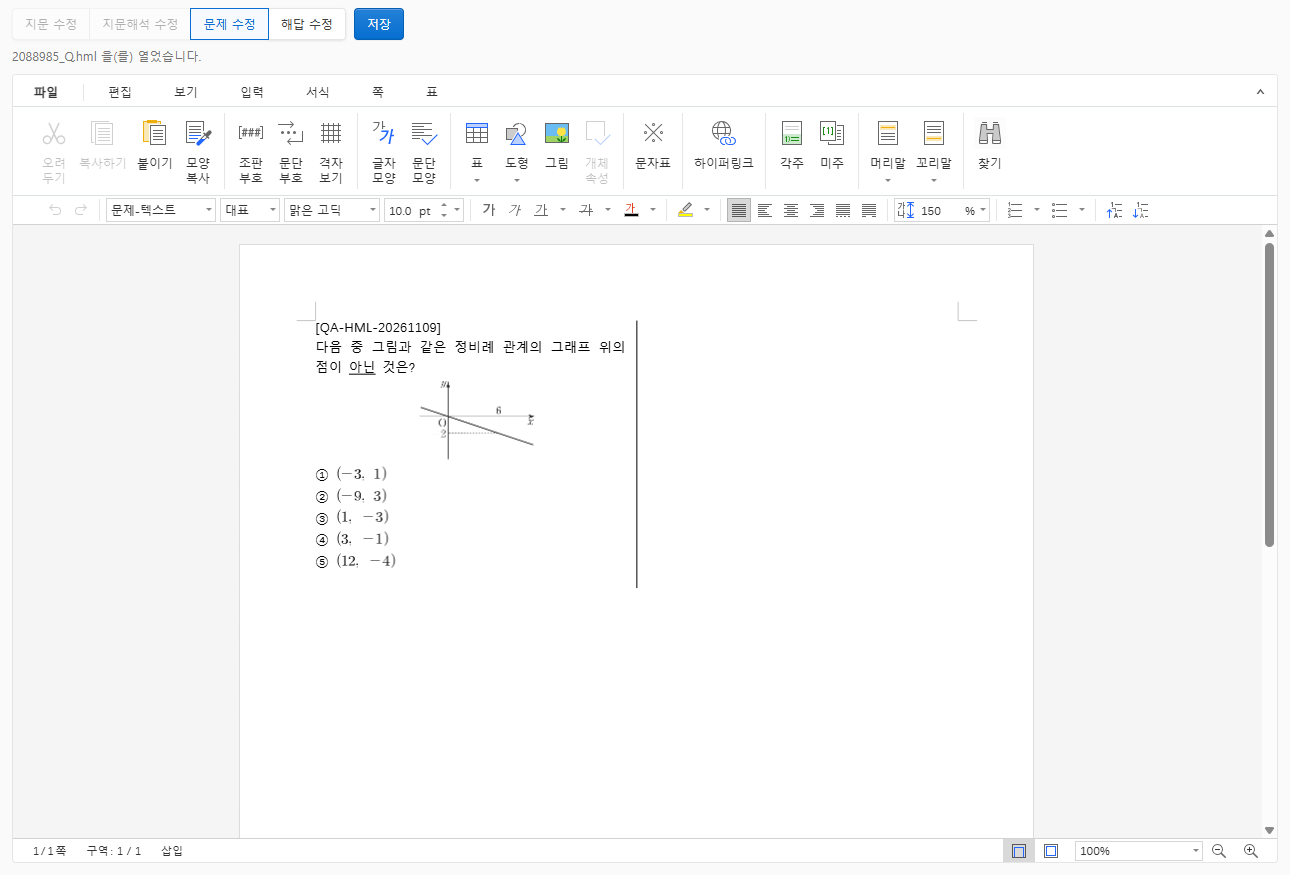 지문 수정 지문해석 수정 문제 수정 해답 수정 저장
2088985_Q.hml 을(를) 열었습니다.
파일 편집 보기 입력 서식 쪽 표
오려 두기 복사하기 붙이기 모양 복사 조판 부호 문단 부호 격자 보기 글자 모양 문단 모양 표 도형 그림 개체 속성 문자표 하이퍼링크 각주 미주 머리말 꼬리말 찾기
문제-텍스트 대표 맑은 고딕 10.0 pt 가 가 가 가 가 150 %
[QA-HML-20261109]
다음 중 그림과 같은 정비례 관계의 그래프 위의
점이 아닌 것은?
y
6
O x
2
① (−3, 1)
② (−9, 3)
③ (1, −3)
④ (3, −1)
⑤ (12, −4)
1/1쪽 구역: 1 / 1 삽입 100%